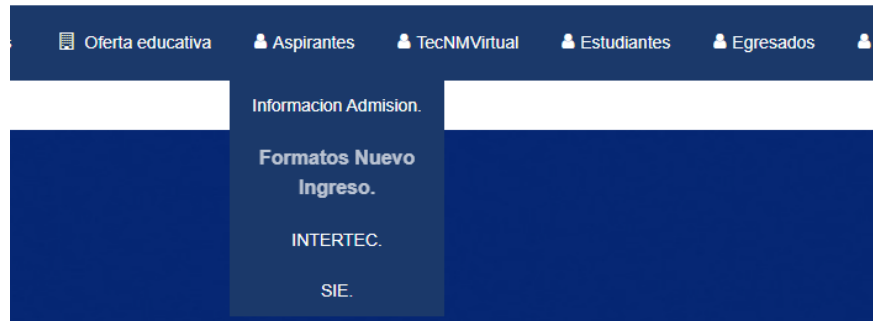 Oferta educativa Aspirantes TecNMVirtual Estudiantes Egresados
Informacion Admision.
Formatos Nuevo
Ingreso.
INTERTEC.
SIE.